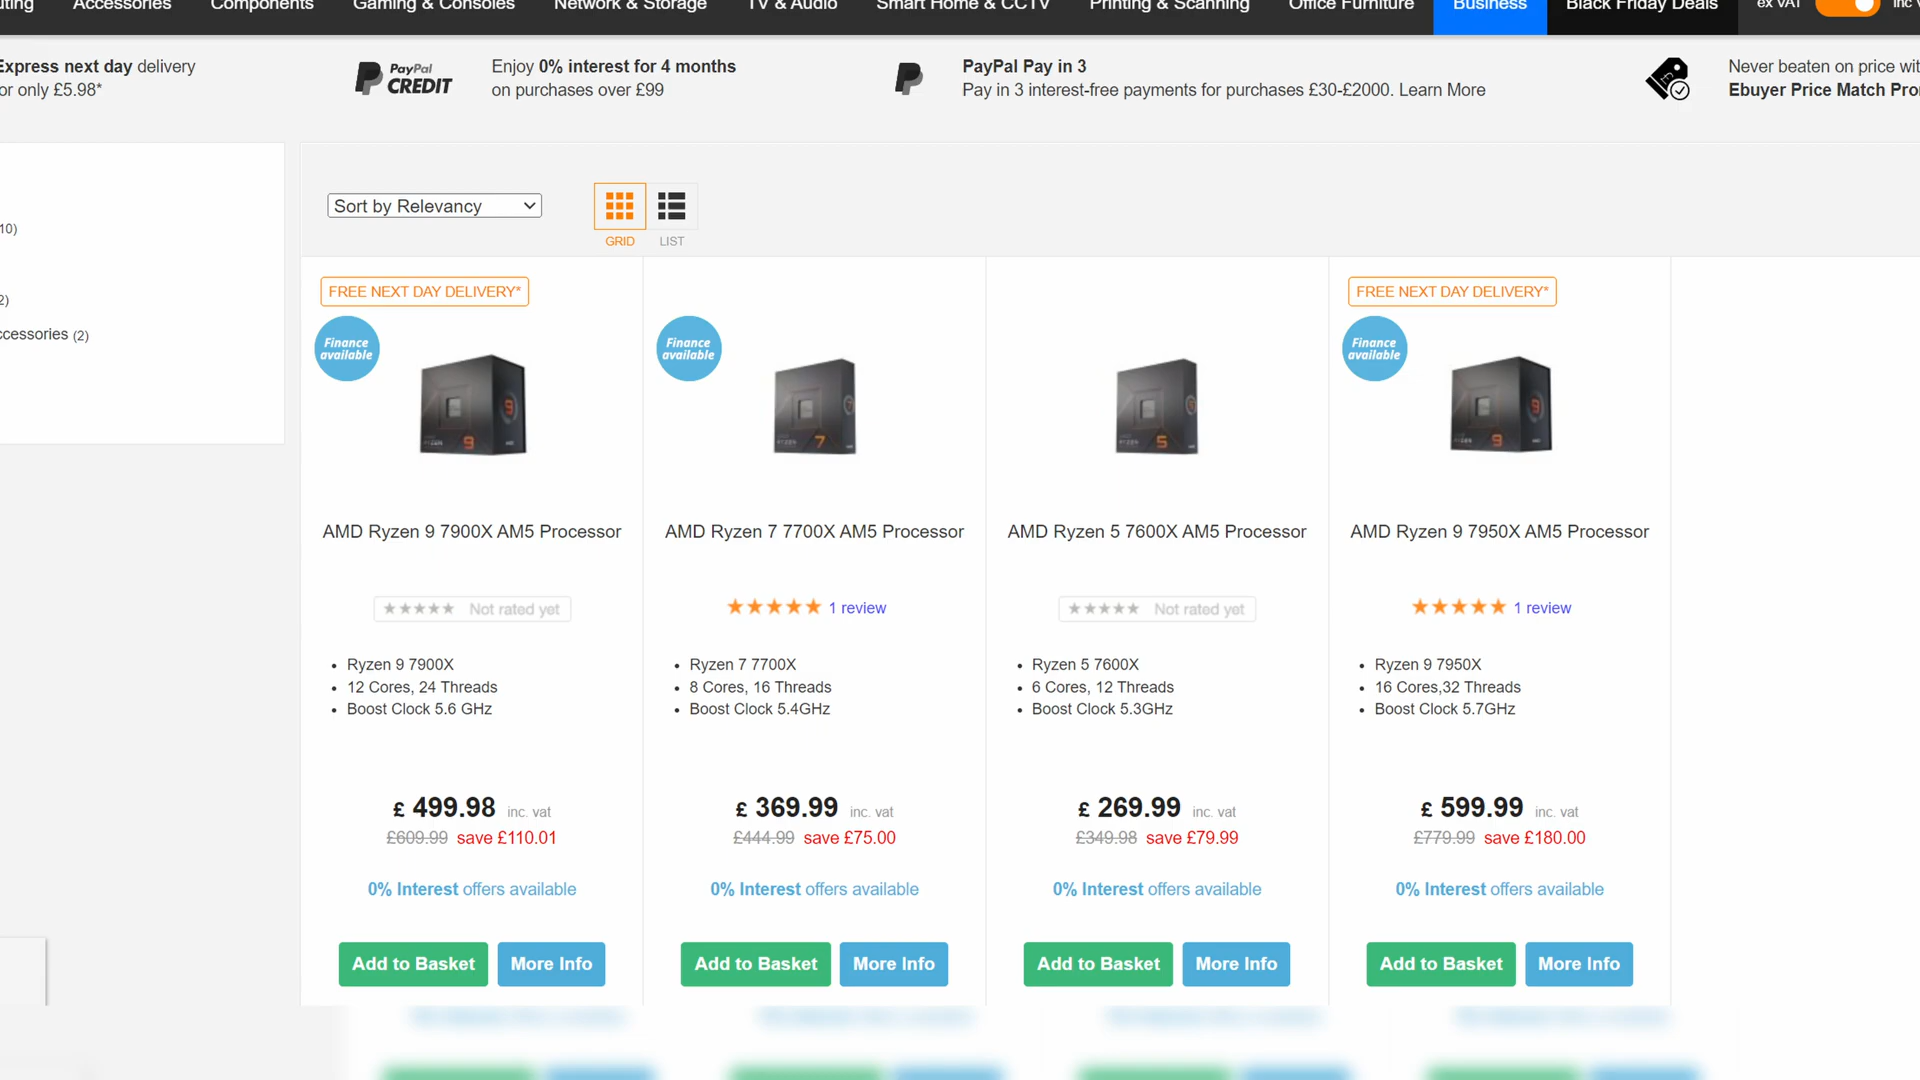 Accessories
Components
Gaming & Consoles
Network & Storage
TV & Audio
Smart Home & CCTV
Printing & Scanning
Office Furniture
Business
Black Friday Deals
ex VAT
inc
Express next day delivery
or only £5.98*
PayPal
CREDIT
Enjoy 0% interest for 4 months
on purchases over £99
PayPal Pay in 3
Pay in 3 interest-free payments for purchases £30-£2000. Learn More
Never beaten on price wit
Ebuyer Price Match Pro
10)
2)
ccessories (2)
Sort by Relevancy
GRID
LIST
FREE NEXT DAY DELIVERY*
Finance
available
AMD Ryzen 9 7900X AM5 Processor
Not rated yet
Ryzen 9 7900X
12 Cores, 24 Threads
Boost Clock 5.6 GHz
£ 499.98 inc. vat
£609.99 save £110.01
0% Interest offers available
Add to Basket
More Info
Finance
available
AMD Ryzen 7 7700X AM5 Processor
1 review
Ryzen 7 7700X
8 Cores, 16 Threads
Boost Clock 5.4GHz
£ 369.99 inc. vat
£444.99 save £75.00
0% Interest offers available
Add to Basket
More Info
AMD Ryzen 5 7600X AM5 Processor
Not rated yet
Ryzen 5 7600X
6 Cores, 12 Threads
Boost Clock 5.3GHz
£ 269.99 inc. vat
£349.98 save £79.99
0% Interest offers available
Add to Basket
More Info
FREE NEXT DAY DELIVERY*
Finance
available
AMD Ryzen 9 7950X AM5 Processor
1 review
Ryzen 9 7950X
16 Cores,32 Threads
Boost Clock 5.7GHz
£ 599.99 inc. vat
£779.99 save £180.00
0% Interest offers available
Add to Basket
More Info